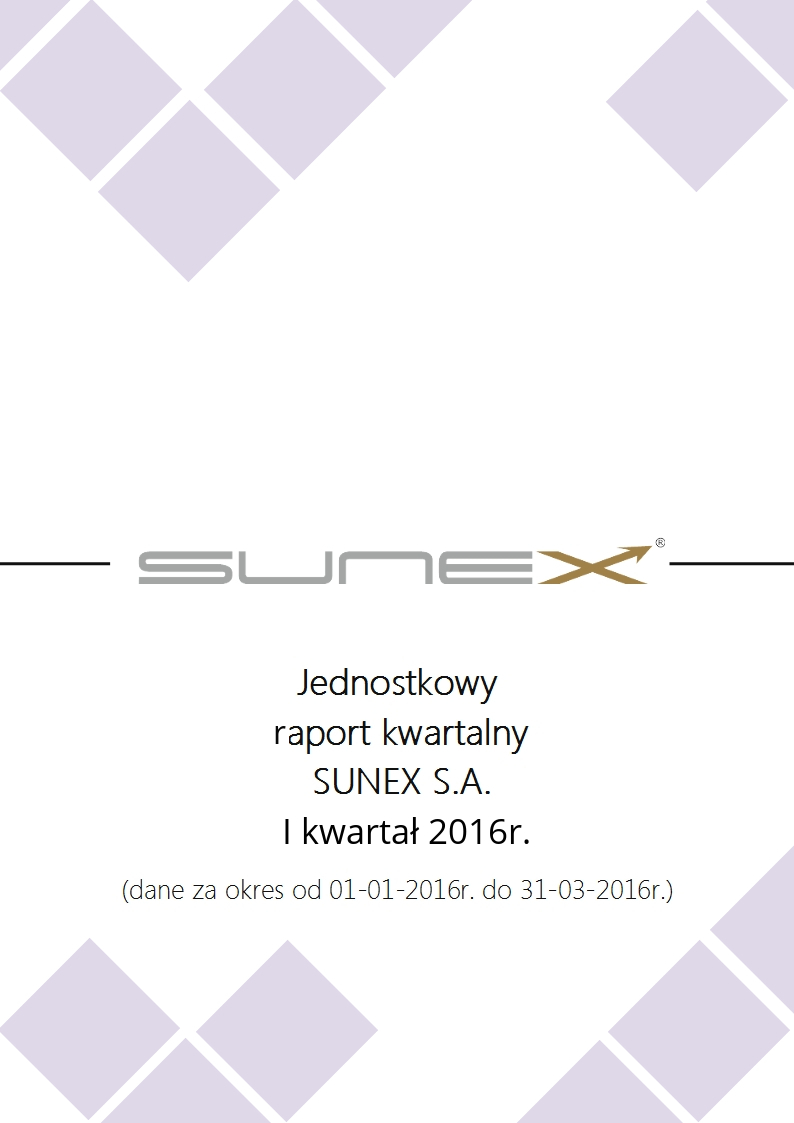 SUNEX®
Jednostkowy
raport kwartalny
SUNEX S.A.
I kwartał 2016r.
(dane za okres od 01-01-2016r. do 31-03-2016r.)